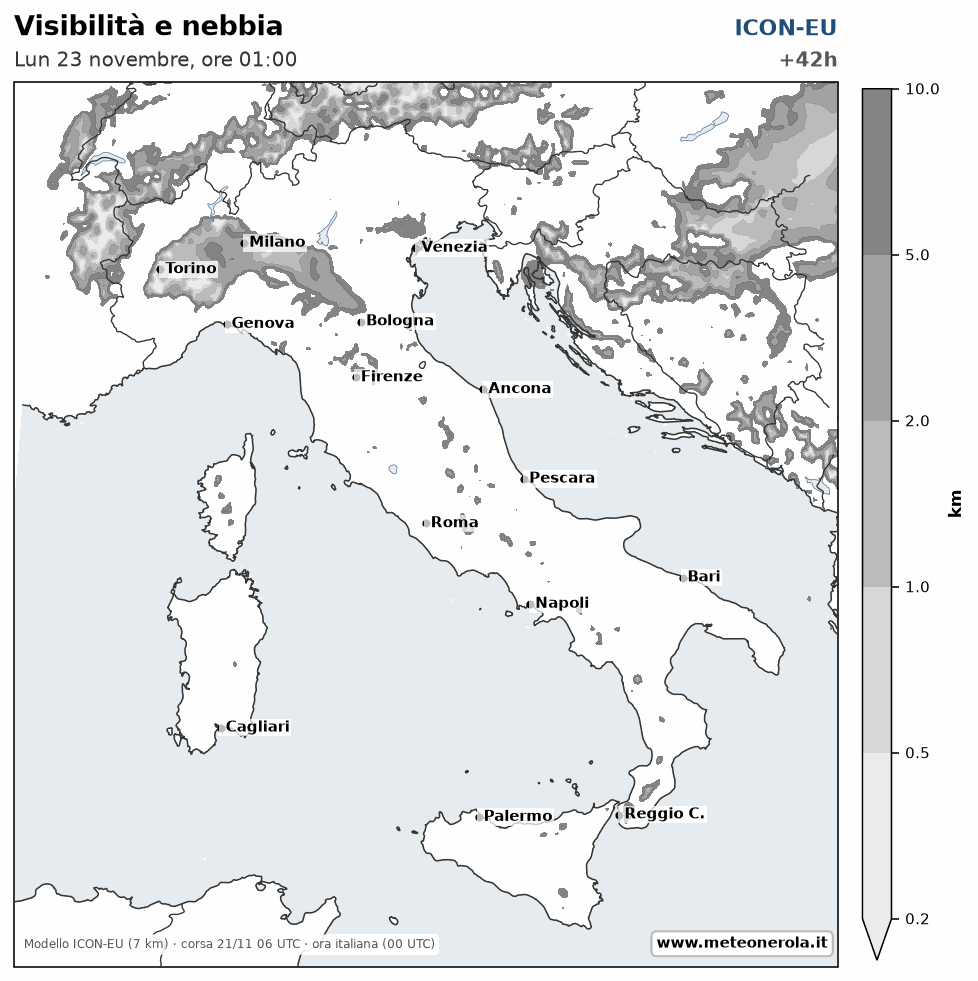 Visibilità e nebbia
ICON-EU
Lun 23 novembre, ore 01:00
+42h
Milano
Venezia
Torino
Genova
Bologna
Firenze
Ancona
Pescara
Roma
Bari
Napoli
Cagliari
Palermo
Reggio C.
10.0
5.0
2.0
1.0
0.5
0.2
km
Modello ICON-EU (7 km) · corsa 21/11 06 UTC · ora italiana (00 UTC)
www.meteonerola.it